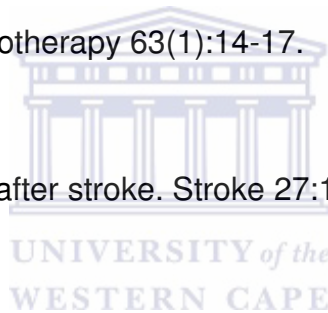 otherapy 63(1):14-17.
after stroke. Stroke 27:1
UNIVERSITY of the
WESTERN CAPE